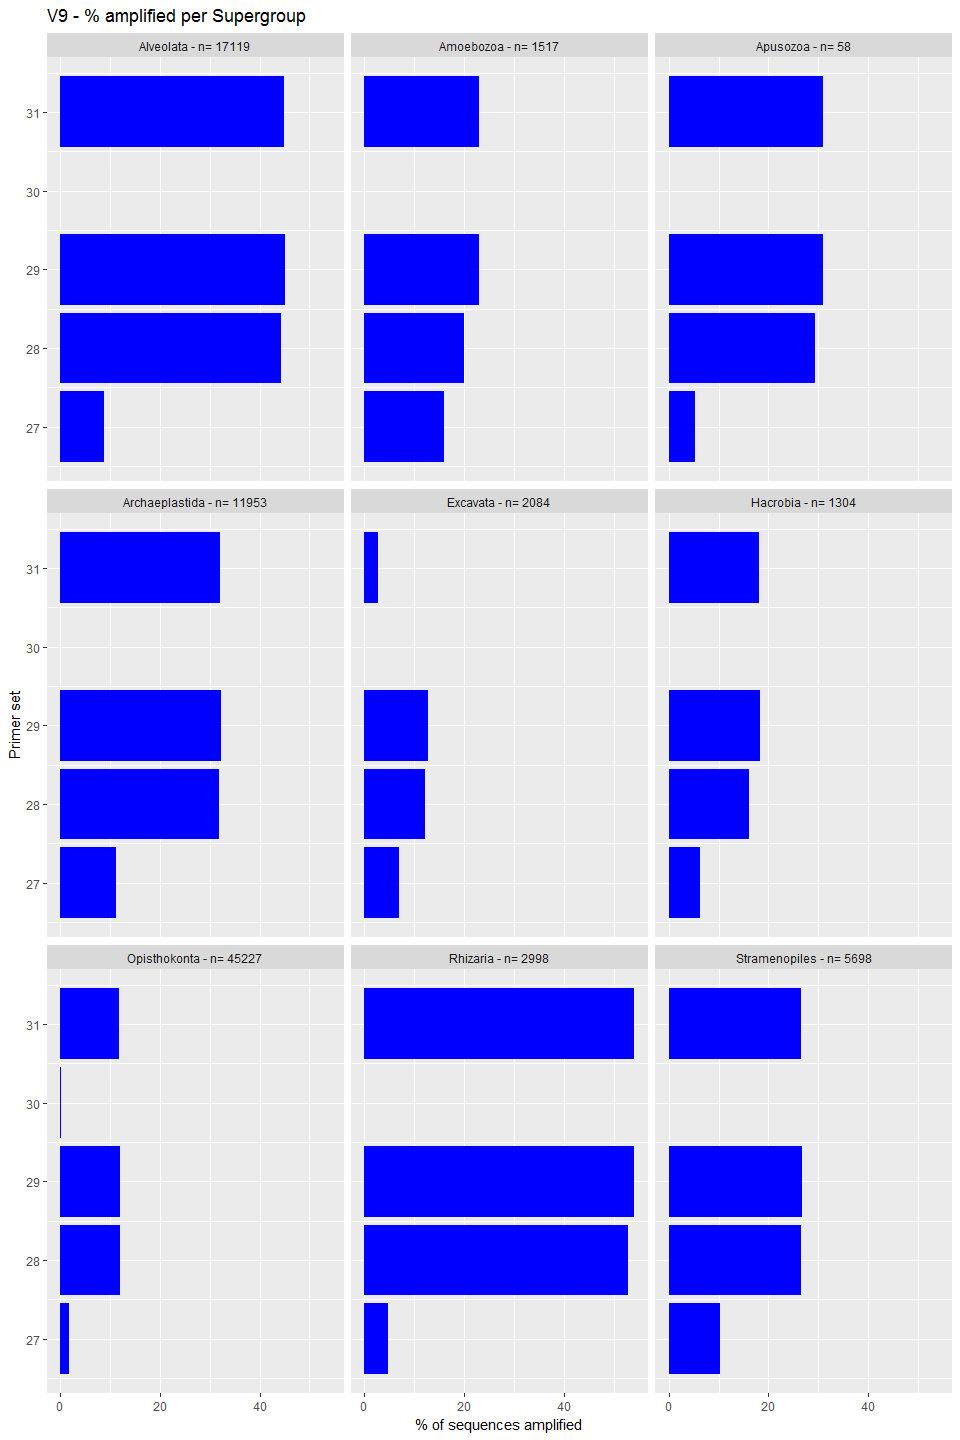 V9 - % amplified per Supergroup
Alveolata - n= 17119
Amoebozoa - n= 1517
Apusozoa - n= 58
31
30
29
28
27
Archaeplastida - n= 11953
Excavata - n= 2084
Hacrobia - n= 1304
31
30
29
28
27
Primer set
Opisthokonta - n= 45227
Rhizaria - n= 2998
Stramenopiles - n= 5698
31
30
29
28
27
0 20 40
0 20 40
0 20 40
% of sequences amplified